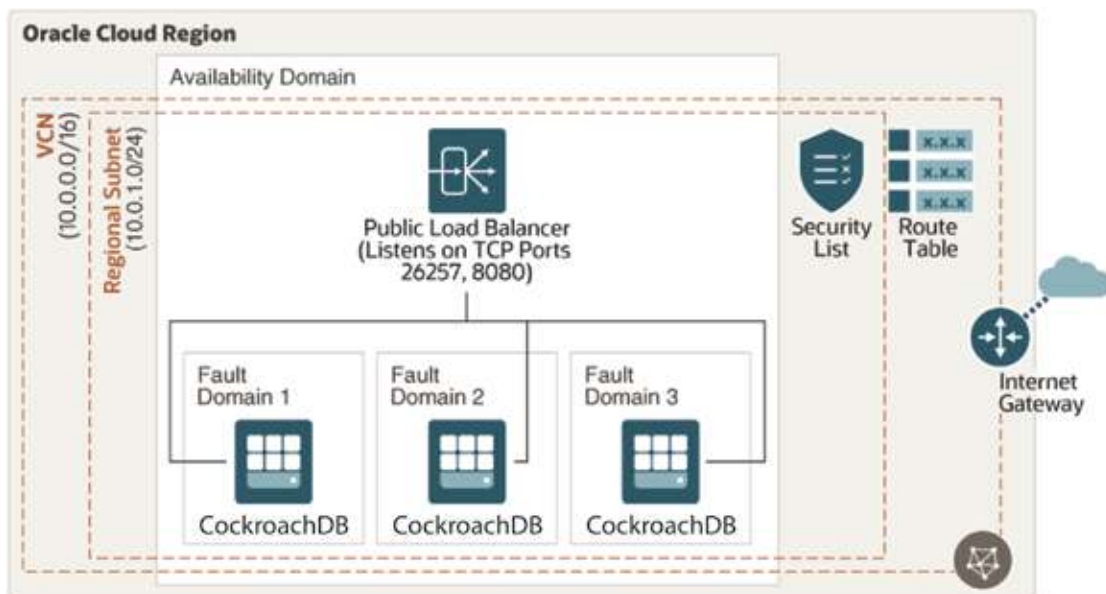 Oracle Cloud Region
Availability Domain
VCN
(10.0.0.0/16)
Regional Subnet
(10.0.1.0/24)
Public Load Balancer
(Listens on TCP Ports
26257, 8080)
Security
List
x.x.x
x.x.x
x.x.x
Route
Table
Internet
Gateway
Fault
Domain 1
CockroachDB
Fault
Domain 2
CockroachDB
Fault
Domain 3
CockroachDB